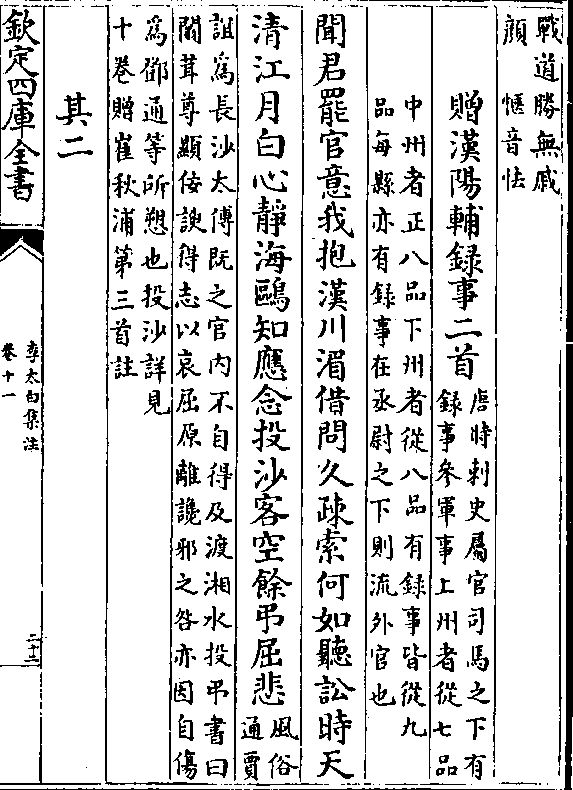 戰道勝無戚
顔 愜音怯
贈漢陽輔録事二首
唐時刺史屬官司馬之下有
録事參軍事上州者從七品
中州者正八品下州者從八品有録事皆從九
品每縣亦有録事在丞尉之下則流外官也
聞君罷官意我抱漢川湄借問久疎索何如聽訟時天
清江月白心靜海鷗知應念投沙客空餘弔屈悲
風俗
通賈
誼為長沙太傅既之官内不自得及渡湘水投弔書曰
闒茸尊顯佞諛得志以哀屈原離讒邪之咎亦因自傷
為鄧通等所愬也投沙詳見
十卷贈崔秋浦第三首註
其二
欽定四庫全書
李太白集注
卷十一
二十二